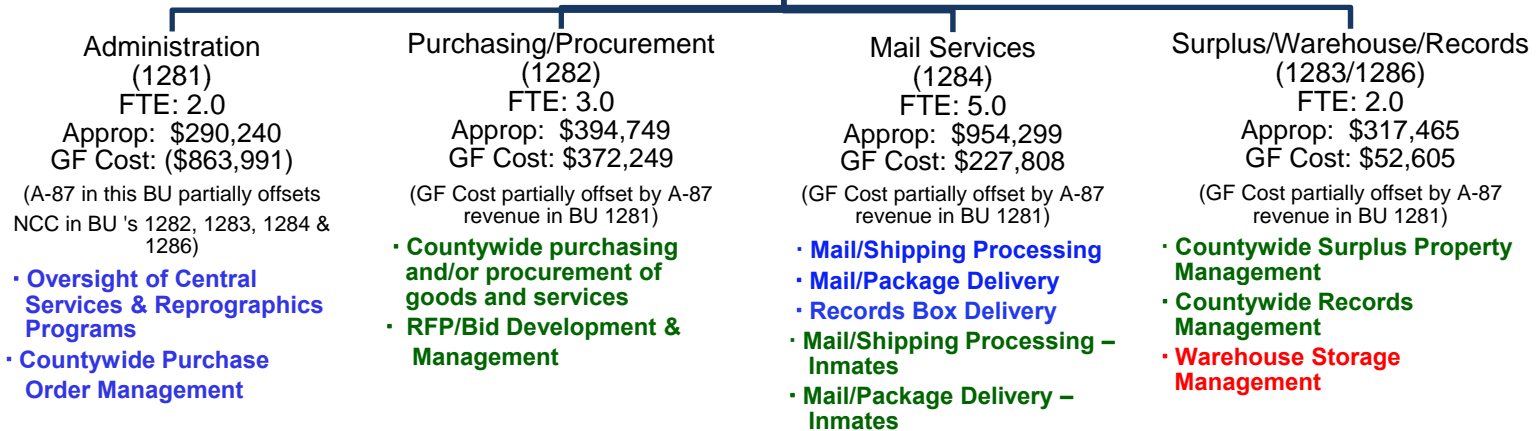 Administration
(1281)
FTE: 2.0
Approp: $290,240
GF Cost: ($863,991)
(A-87 in this BU partially offsets
NCC in BU 's 1282, 1283, 1284 &
1286)
· Oversight of Central
Services & Reprographics
Programs
· Countywide Purchase
Order Management
Purchasing/Procurement
(1282)
FTE: 3.0
Approp: $394,749
GF Cost: $372,249
(GF Cost partially offset by A-87
revenue in BU 1281)
· Countywide purchasing
and/or procurement of
goods and services
· RFP/Bid Development &
Management
Mail Services
(1284)
FTE: 5.0
Approp: $954,299
GF Cost: $227,808
(GF Cost partially offset by A-87
revenue in BU 1281)
· Mail/Shipping Processing
· Mail/Package Delivery
· Records Box Delivery
· Mail/Shipping Processing –
Inmates
· Mail/Package Delivery –
Inmates
Surplus/Warehouse/Records
(1283/1286)
FTE: 2.0
Approp: $317,465
GF Cost: $52,605
(GF Cost partially offset by A-87
revenue in BU 1281)
· Countywide Surplus Property
Management
· Countywide Records
Management
· Warehouse Storage
Management